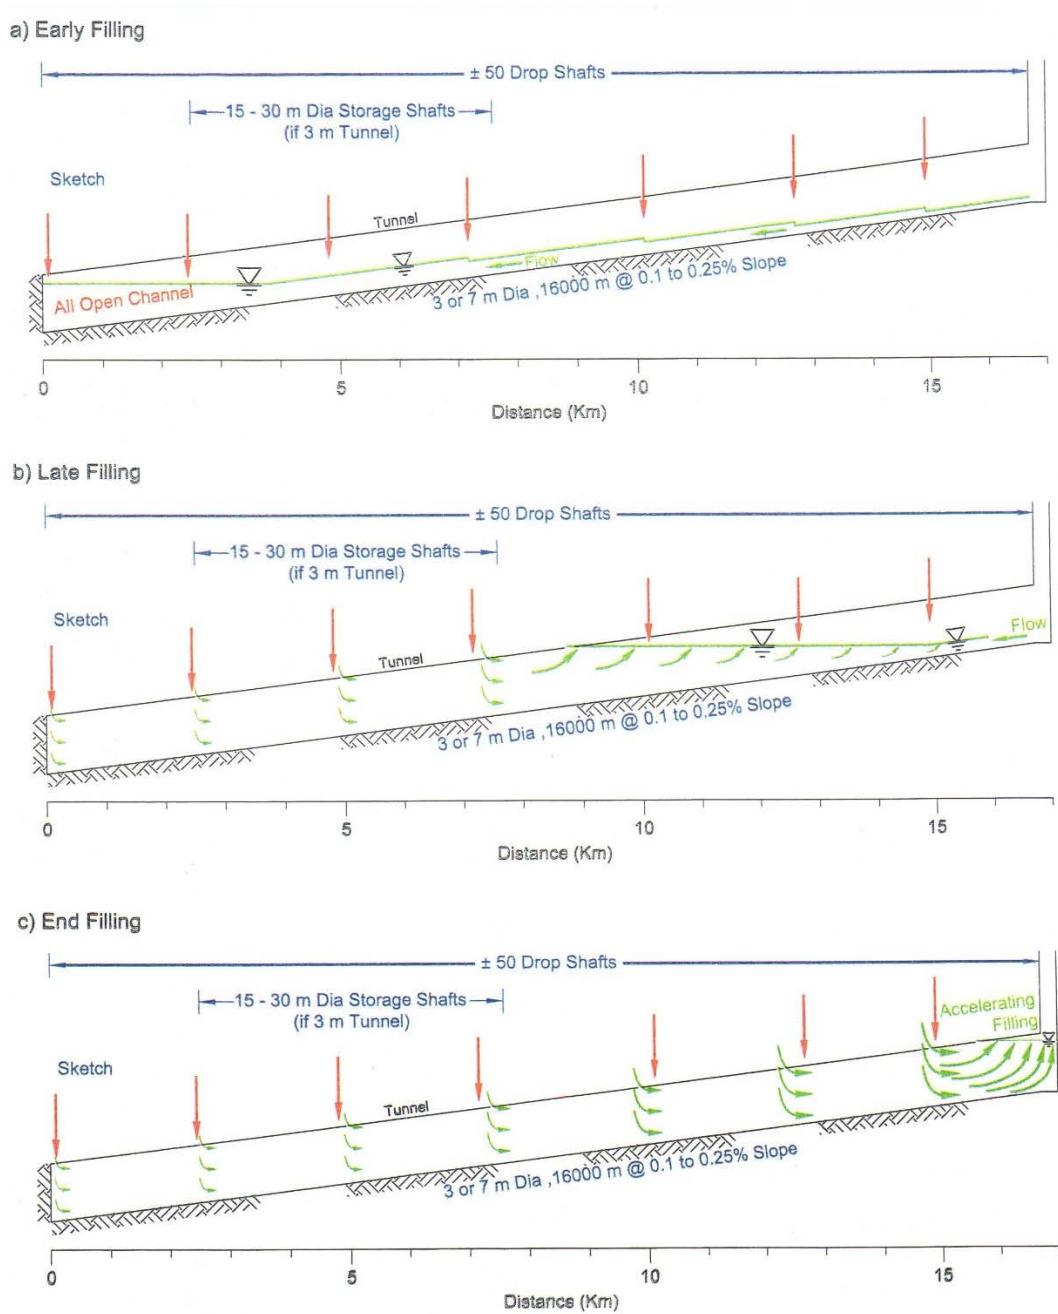 a) Early Filling
± 50 Drop Shafts
15 - 30 m Dia Storage Shafts
(if 3 m Tunnel)
Sketch
Tunnel
Flow
All Open Channel
3 or 7 m Dia ,16000 m @ 0.1 to 0.25% Slope
0 5 10 15
Distance (Km)
b) Late Filling
± 50 Drop Shafts
15 - 30 m Dia Storage Shafts
(if 3 m Tunnel)
Sketch
Flow
Tunnel
3 or 7 m Dia ,16000 m @ 0.1 to 0.25% Slope
0 5 10 15
Distance (Km)
c) End Filling
± 50 Drop Shafts
15 - 30 m Dia Storage Shafts
(if 3 m Tunnel)
Accelerating
Filling
Sketch
Tunnel
3 or 7 m Dia ,16000 m @ 0.1 to 0.25% Slope
0 5 10 15
Distance (Km)